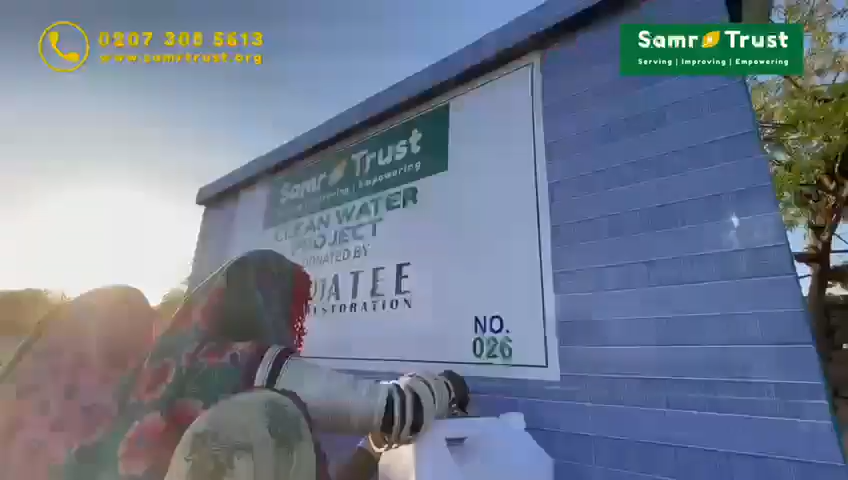 0207 308 5613
www.samrtrust.org
Samr Trust
Serving | Improving | Empowering
Samr Trust
Improving | Empowering
CLEAN WATER
PROJECT
DONATED BY
NO.
026